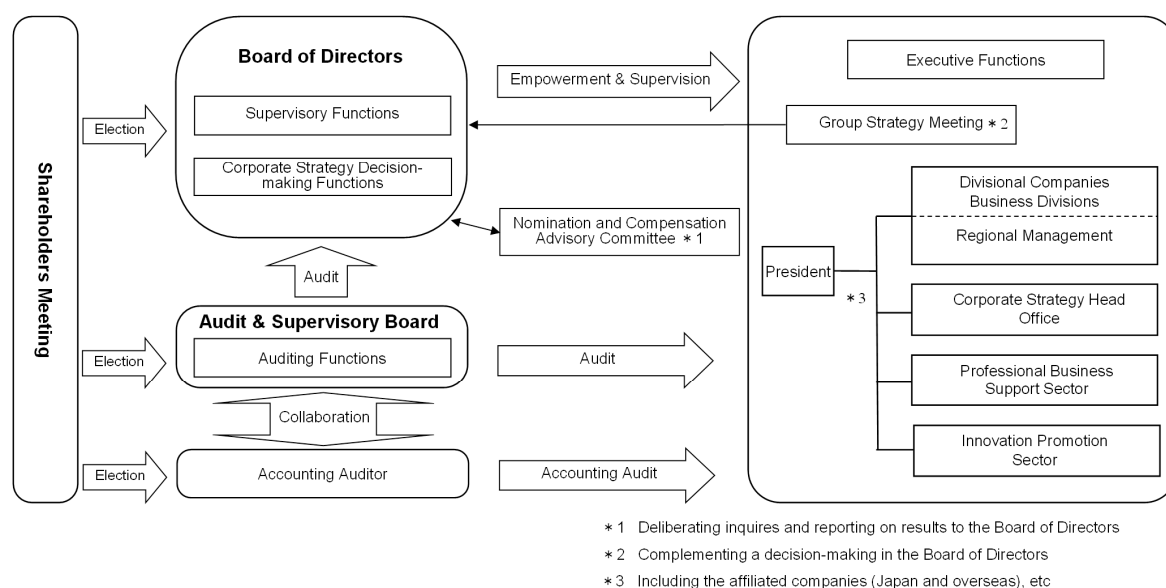 Shareholders Meeting
Election
Board of Directors
Supervisory Functions
Corporate Strategy Decision-
making Functions
Audit
Election
Audit & Supervisory Board
Auditing Functions
Collaboration
Election
Accounting Auditor
Empowerment & Supervision
Nomination and Compensation
Advisory Committee *1
Audit
Accounting Audit
Executive Functions
Group Strategy Meeting *2
President
*3
Divisional Companies
Business Divisions
Regional Management
Corporate Strategy Head
Office
Professional Business
Support Sector
Innovation Promotion
Sector
*1 Deliberating inquires and reporting on results to the Board of Directors
*2 Complementing a decision-making in the Board of Directors
*3 Including the affiliated companies (Japan and overseas), etc